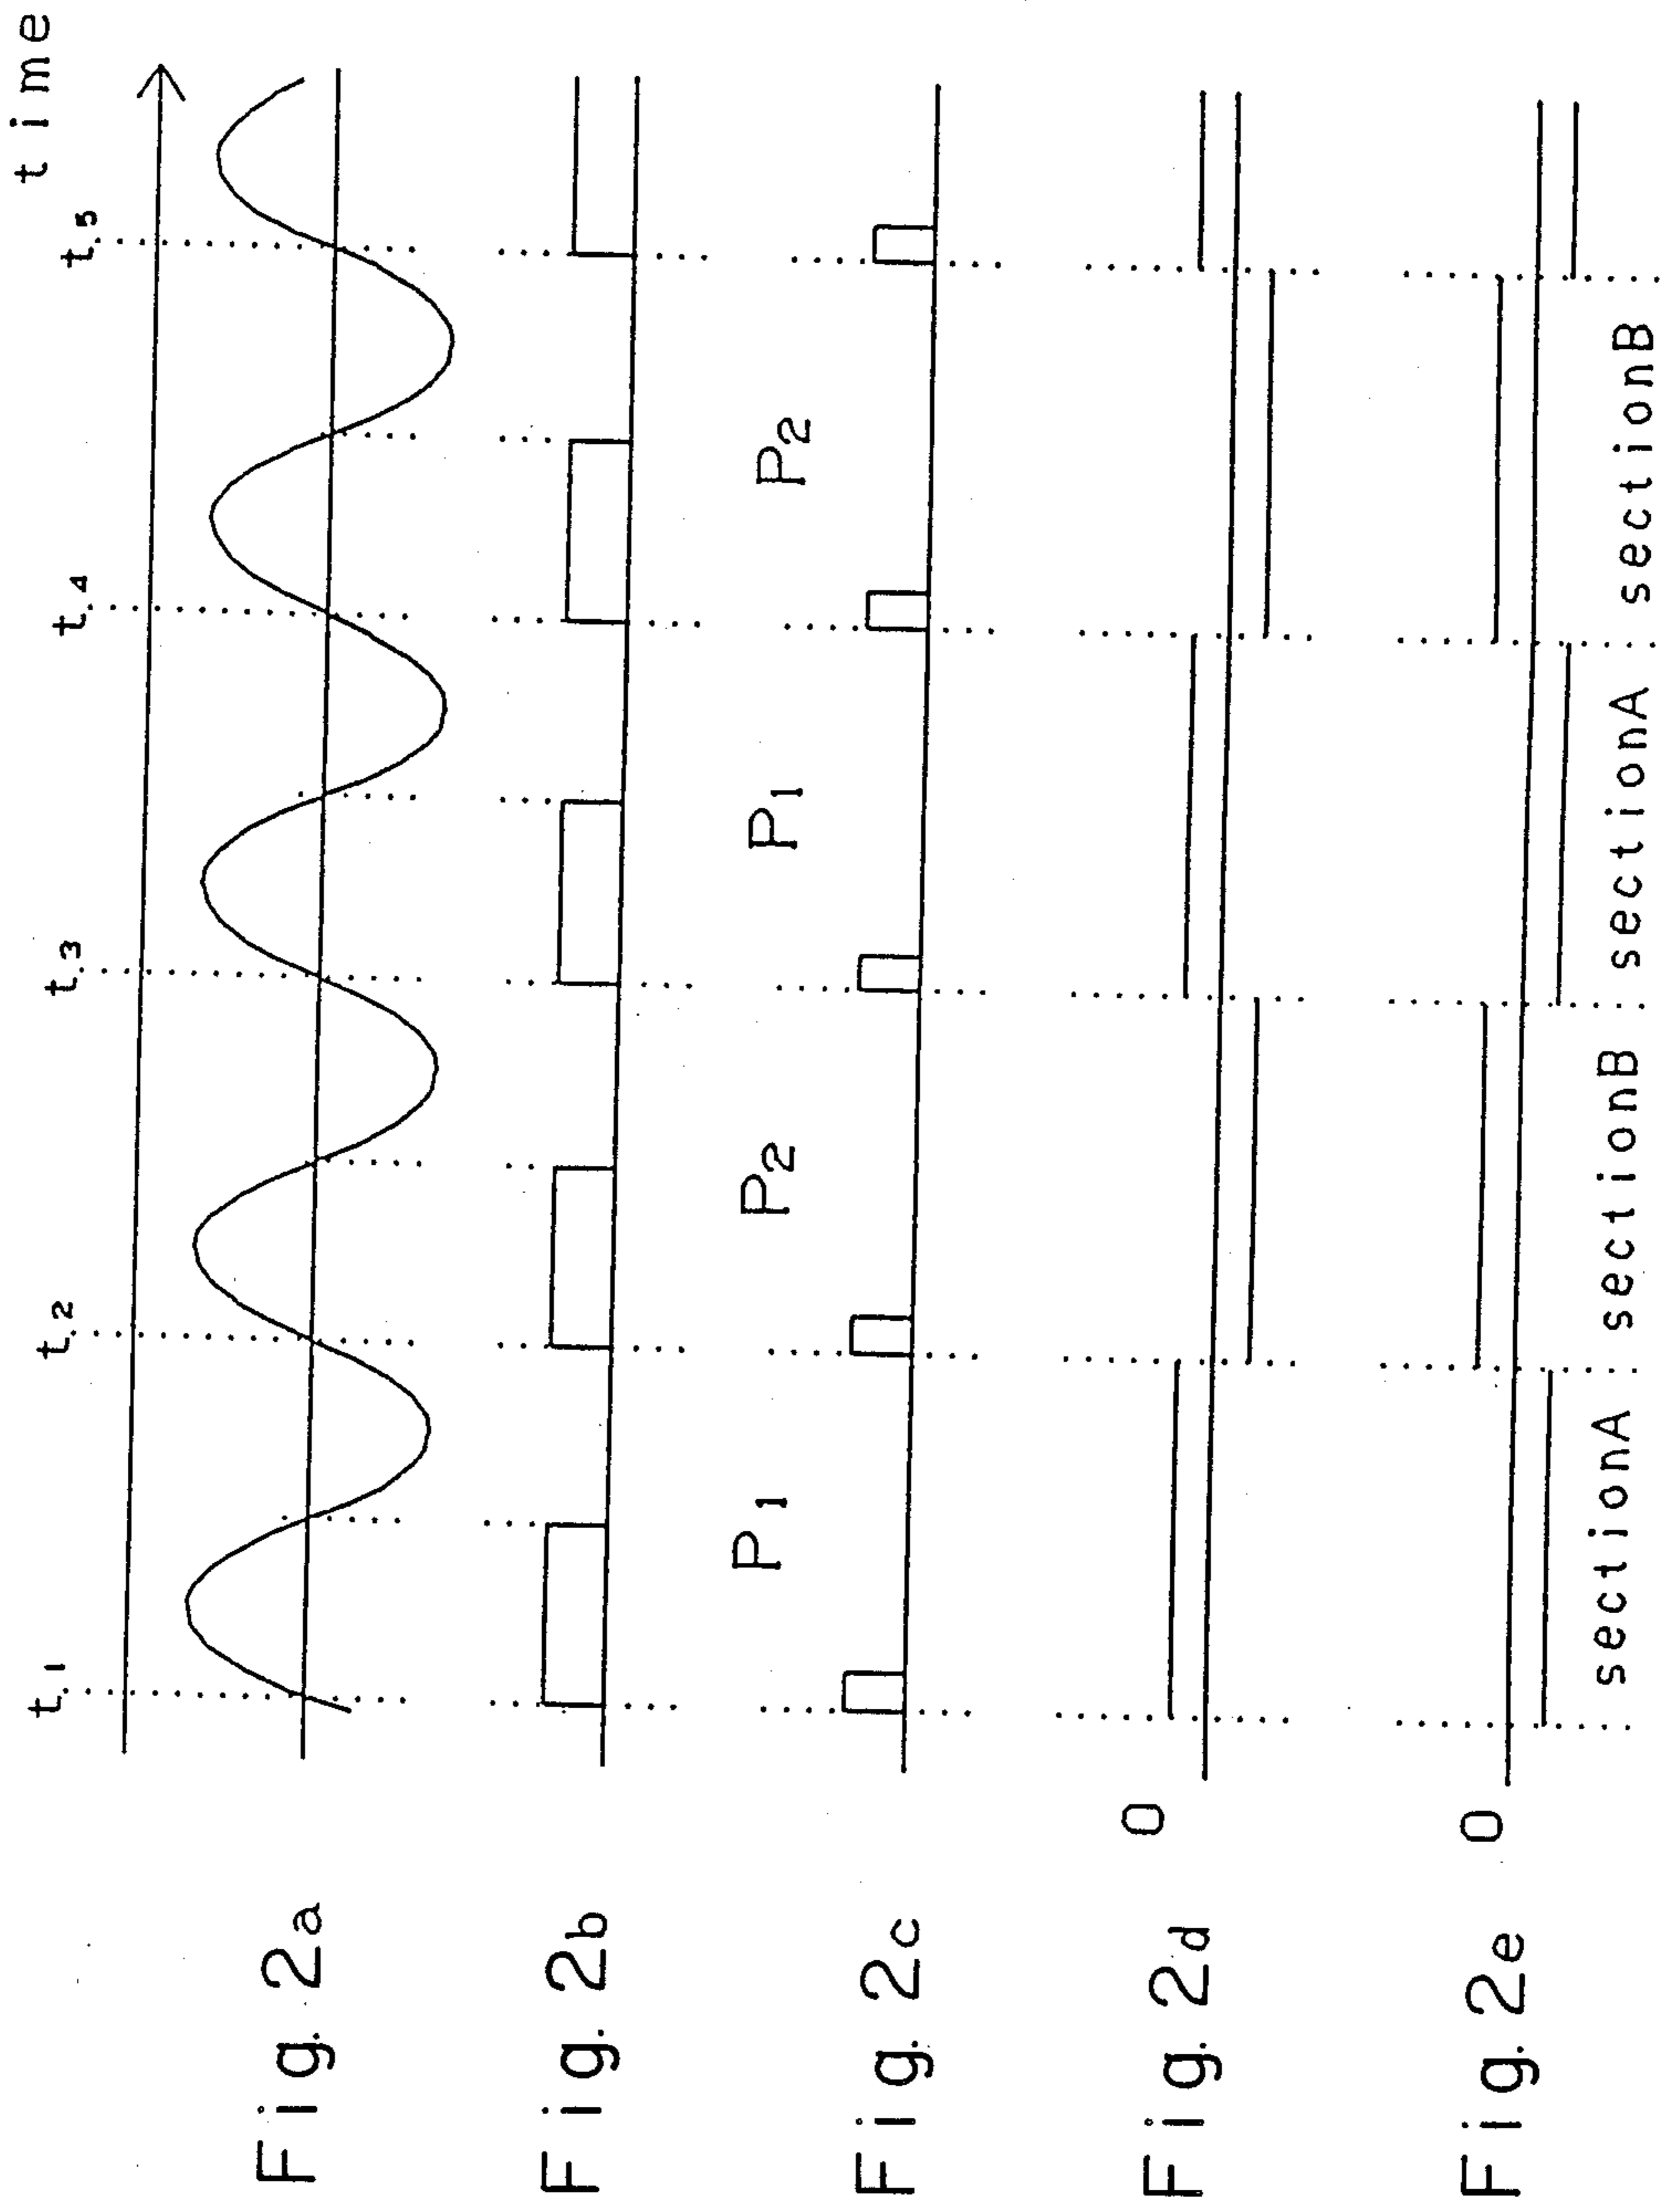 time
t1 t2 t3 t4 t5
Fig. 2a
Fig. 2b
P1 P2 P1 P2
Fig. 2c
0
Fig. 2d
0
Fig. 2e
sectionA sectionB sectionA sectionB